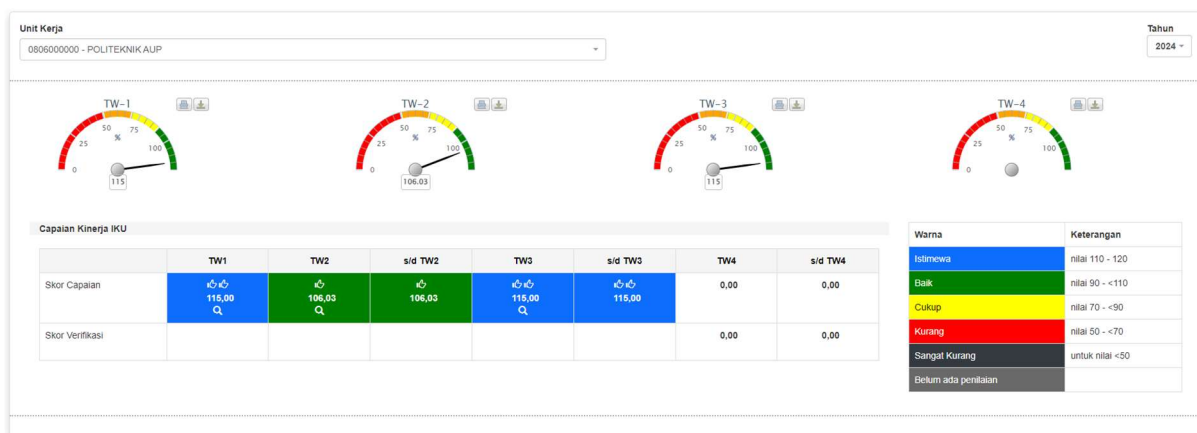 Unit Kerja
Tahun
0806000000 - POLITEKNIK AUP
2024
TW-1
TW-2
TW-3
TW-4
0 25 50 75 100
%
115
0 25 50 75 100
%
106.03
0 25 50 75 100
%
115
0 25 50 75 100
%
Capaian Kinerja IKU
TW1 TW2 s/d TW2 TW3 s/d TW3 TW4 s/d TW4
Skor Capaian 115,00 106,03 106,03 115,00 115,00 0,00 0,00
Skor Verifikasi 0,00 0,00
Warna Keterangan
Istimewa nilai 110 - 120
Baik nilai 90 - <110
Cukup nilai 70 - <90
Kurang nilai 50 - <70
Sangat Kurang untuk nilai <50
Belum ada penilaian